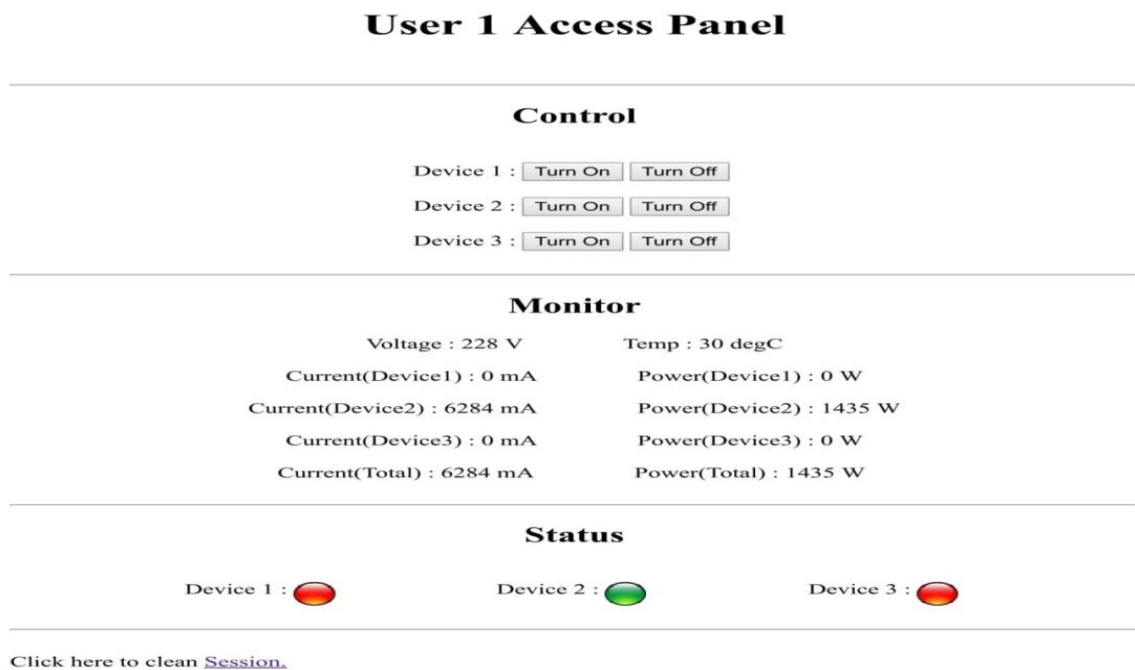 User 1 Access Panel
Control
Device 1 : Turn On Turn Off
Device 2 : Turn On Turn Off
Device 3 : Turn On Turn Off
Monitor
Voltage : 228 V Temp : 30 degC
Current(Device1) : 0 mA Power(Device1) : 0 W
Current(Device2) : 6284 mA Power(Device2) : 1435 W
Current(Device3) : 0 mA Power(Device3) : 0 W
Current(Total) : 6284 mA Power(Total) : 1435 W
Status
Device 1 : Device 2 : Device 3 :
Click here to clean Session.